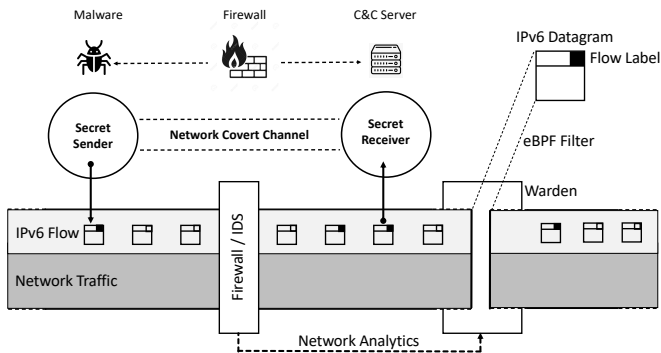 Malware
Firewall
C&C Server
IPv6 Datagram
Flow Label
Secret
Sender
Network Covert Channel
Secret
Receiver
eBPF Filter
Warden
IPv6 Flow
Firewall / IDS
Network Traffic
Network Analytics